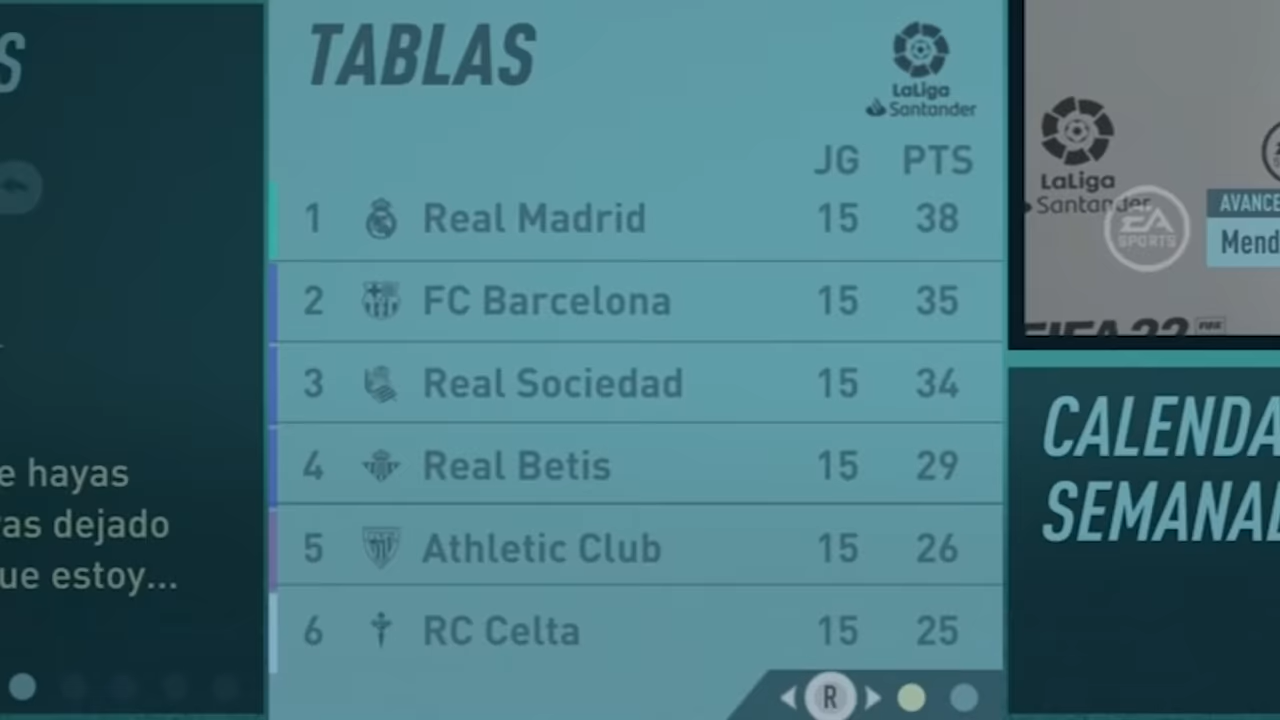 S
e hayas
as dejado
ue estoy...
TABLAS
LaLiga
Santander
JG PTS
1 Real Madrid 15 38
2 FC Barcelona 15 35
3 Real Sociedad 15 34
4 Real Betis 15 29
5 Athletic Club 15 26
6 RC Celta 15 25
R
LaLiga
Santander
EA
SPORTS
AVANCE
Mend
FIFA 22
CALENDA
SEMANAL